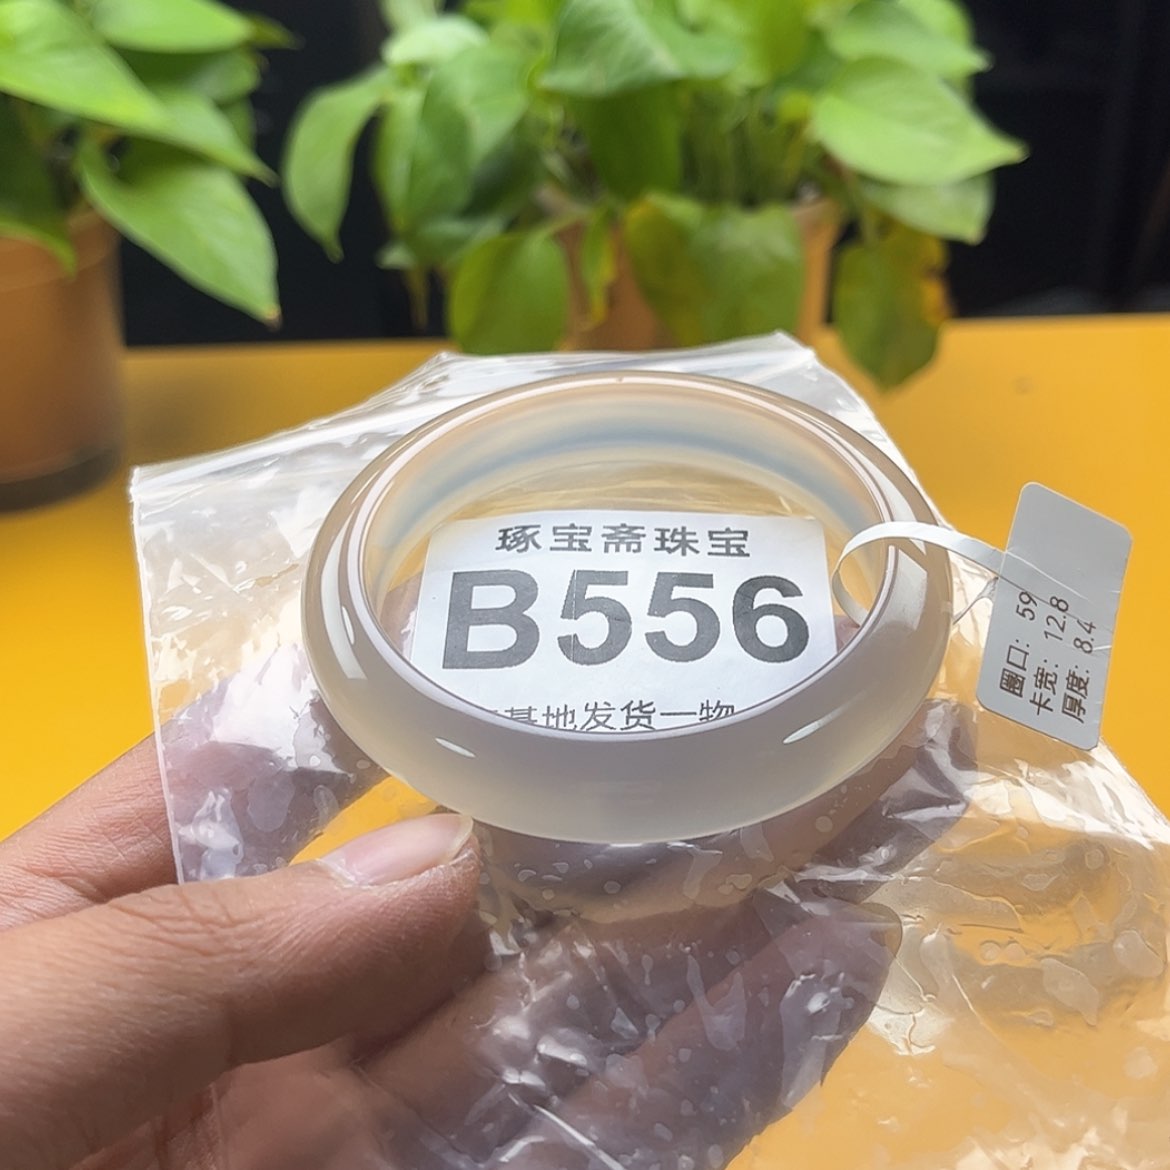 琢宝斋珠宝
B556
基地发货一物
圈口: 59
卡宽: 12.8
厚度: 8.4